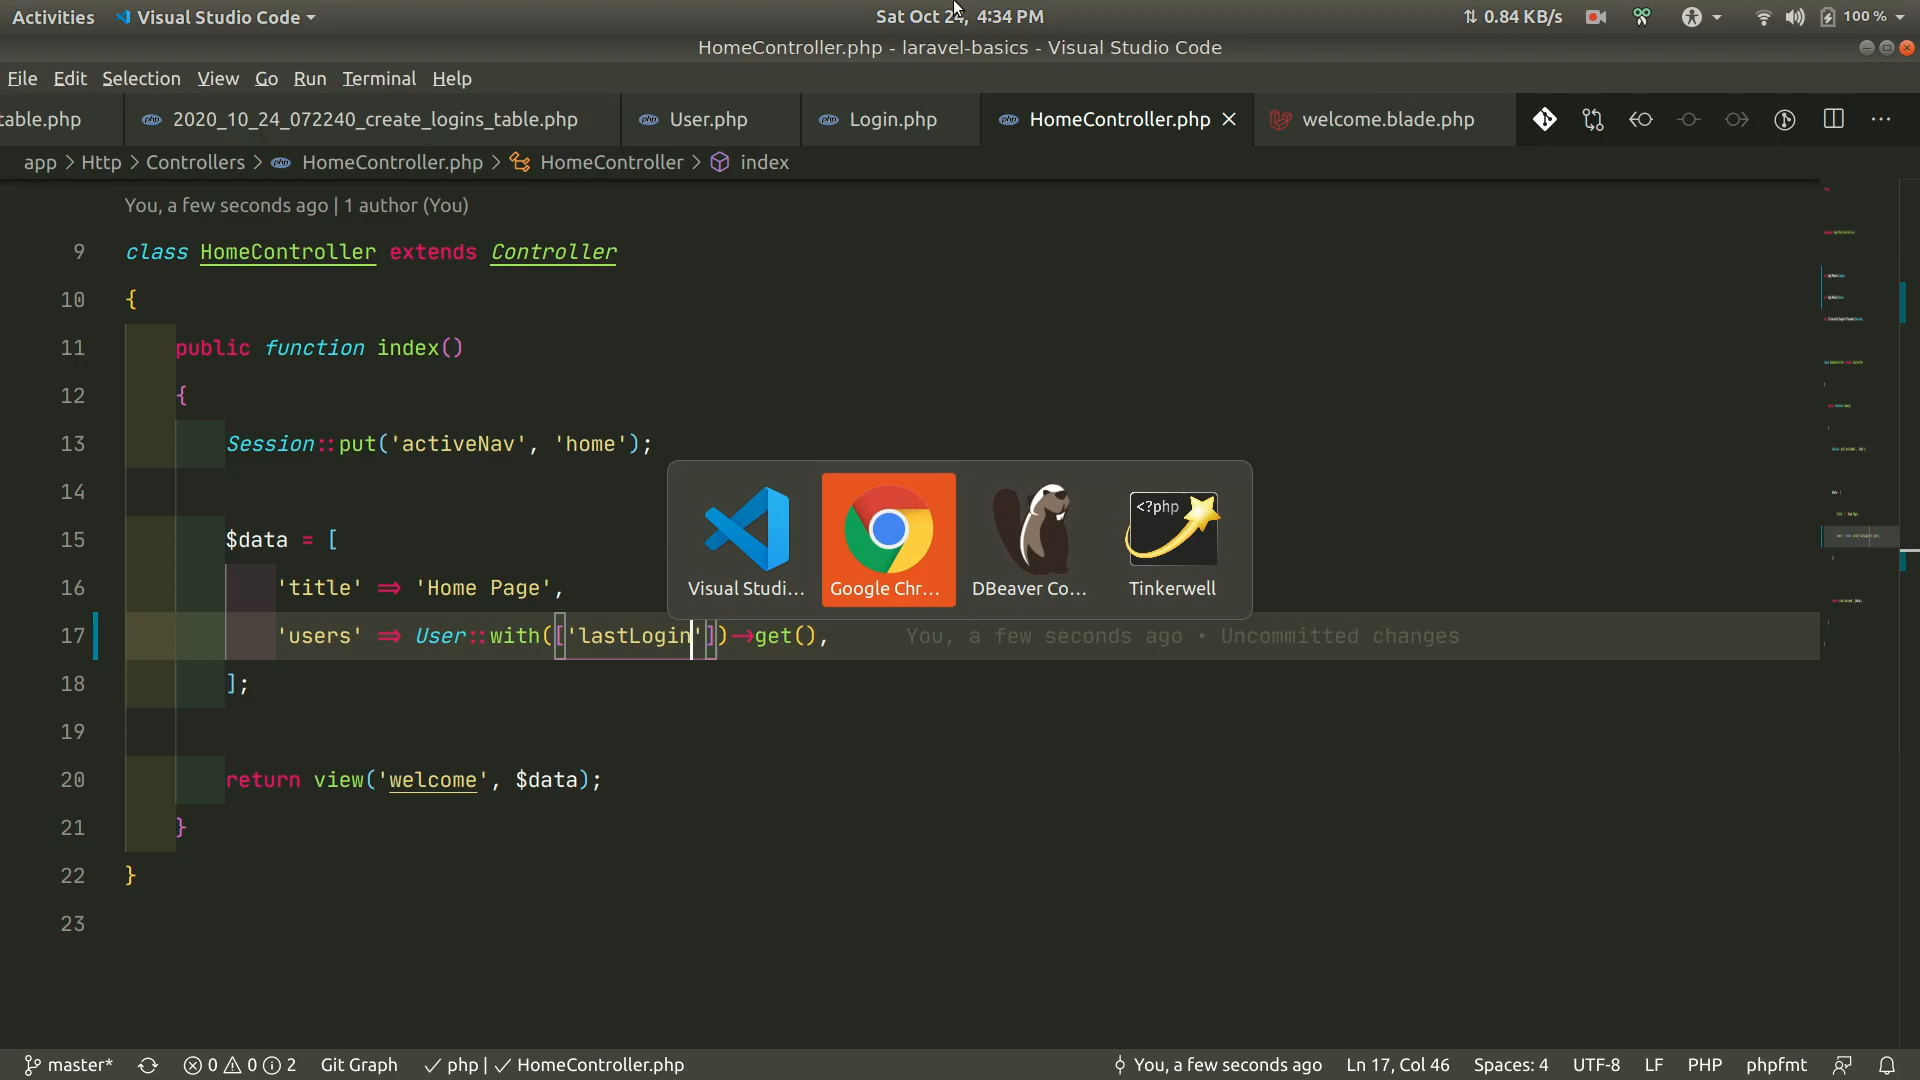 Activities Visual Studio Code Sat Oct 24, 4:34 PM 0.84 KB/s 100 %
HomeController.php - laravel-basics - Visual Studio Code
File Edit Selection View Go Run Terminal Help
table.php 2020_10_24_072240_create_logins_table.php User.php Login.php HomeController.php welcome.blade.php
app > Http > Controllers > HomeController.php > HomeController > index
You, a few seconds ago | 1 author (You)
9 class HomeController extends Controller
10 {
11 public function index()
12 {
13 Session::put('activeNav', 'home');
14
15 $data = [
16 'title' => 'Home Page',
17 'users' => User::with(['lastLogin'])->get(), You, a few seconds ago • Uncommitted changes
18 ];
19
20 return view('welcome', $data);
21 }
22 }
23
<?php
Visual Studi... Google Chr... DBeaver Co... Tinkerwell
master* 0 0 2 Git Graph ✓ php | ✓ HomeController.php You, a few seconds ago Ln 17, Col 46 Spaces: 4 UTF-8 LF PHP phpfmt